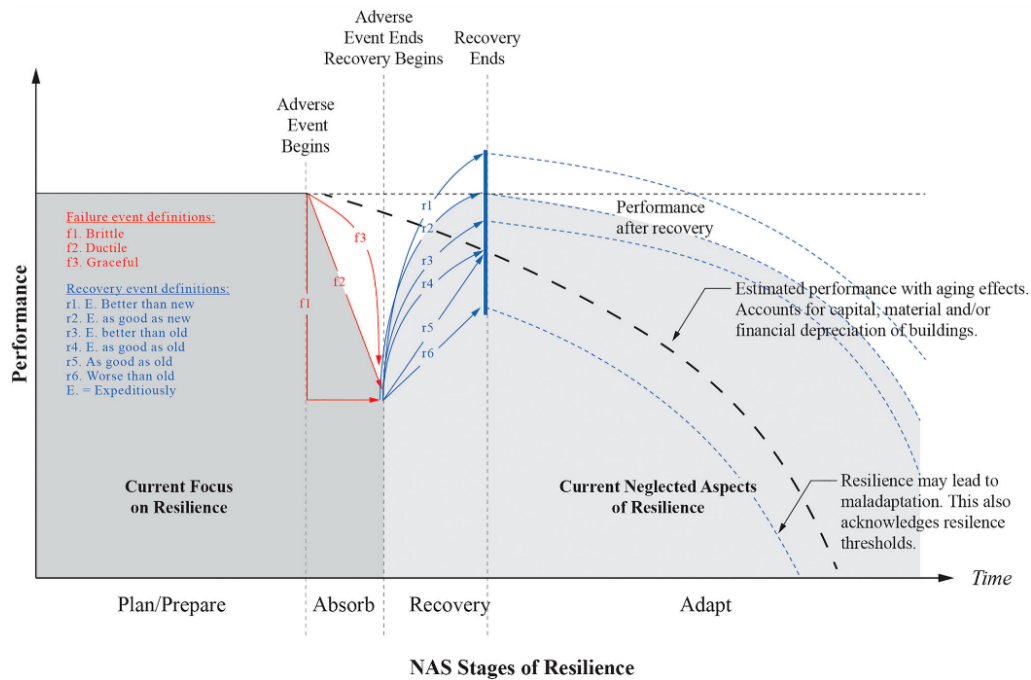 Adverse
Event Ends
Recovery Begins
Recovery
Ends
Adverse
Event
Begins
Performance
Failure event definitions:
f1. Brittle
f2. Ductile
f3. Graceful
Recovery event definitions:
r1. E. Better than new
r2. E. as good as new
r3. E. better than old
r4. E. as good as old
r5. As good as old
r6. Worse than old
E. = Expeditiously
f1
f2
f3
r1
r2
r3
r4
r5
r6
Performance
after recovery
Estimated performance with aging effects.
Accounts for capital, material and/or
financial depreciation of buildings.
Current Focus
on Resilience
Current Neglected Aspects
of Resilience
Resilience may lead to
maladaptation. This also
acknowledges resilence
thresholds.
Time
Plan/Prepare
Absorb
Recovery
Adapt
NAS Stages of Resilience